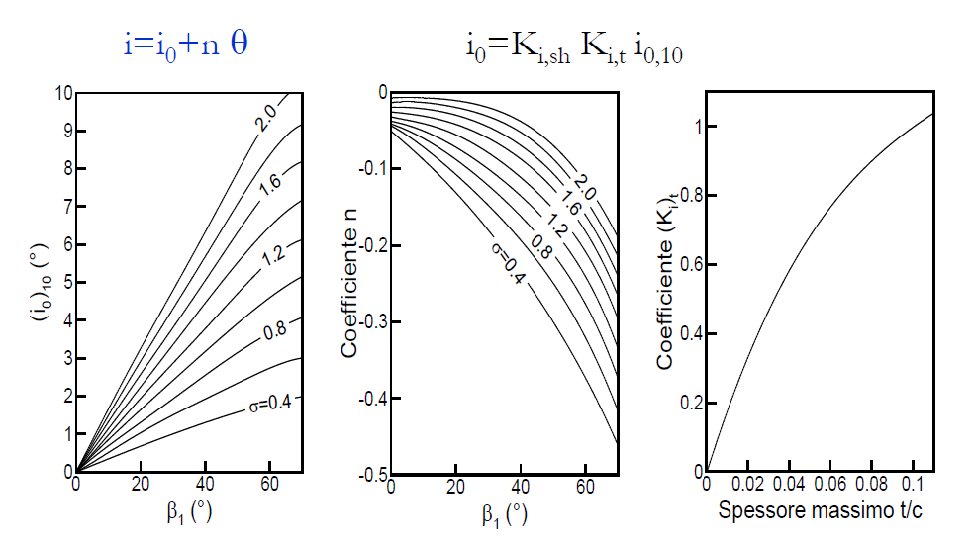 i=i0+n θ
i0=Ki,sh Ki,t i0,10
10
9
8
7
6
5
4
3
2
1
0
(i0)10 (°)
2.0
1.6
1.2
0.8
σ=0.4
0 20 40 60
β1 (°)
0
-0.1
-0.2
-0.3
-0.4
-0.5
Coefficiente n
2.0
1.6
1.2
0.8
σ=0.4
0 20 40 60
β1 (°)
1
0.8
0.6
0.4
0.2
0
Coefficiente (Ki)t
0 0.02 0.04 0.06 0.08 0.1
Spessore massimo t/c